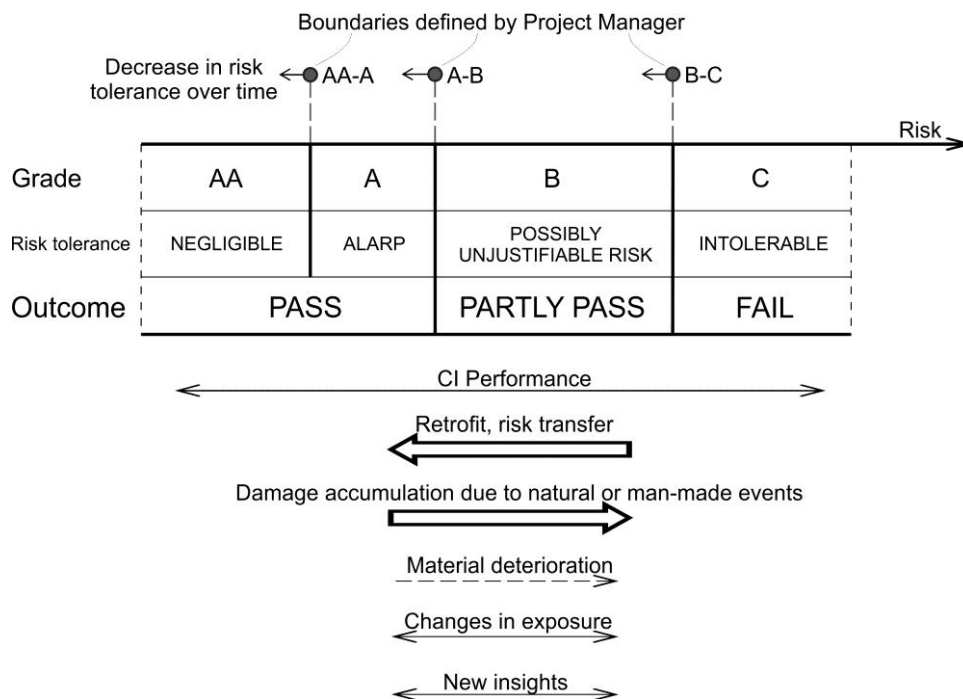 Boundaries defined by Project Manager
Decrease in risk
tolerance over time
AA-A
A-B
B-C
Risk
Grade
AA
A
B
C
Risk tolerance
NEGLIGIBLE
ALARP
POSSIBLY
UNJUSTIFIABLE RISK
INTOLERABLE
Outcome
PASS
PARTLY PASS
FAIL
CI Performance
Retrofit, risk transfer
Damage accumulation due to natural or man-made events
Material deterioration
Changes in exposure
New insights